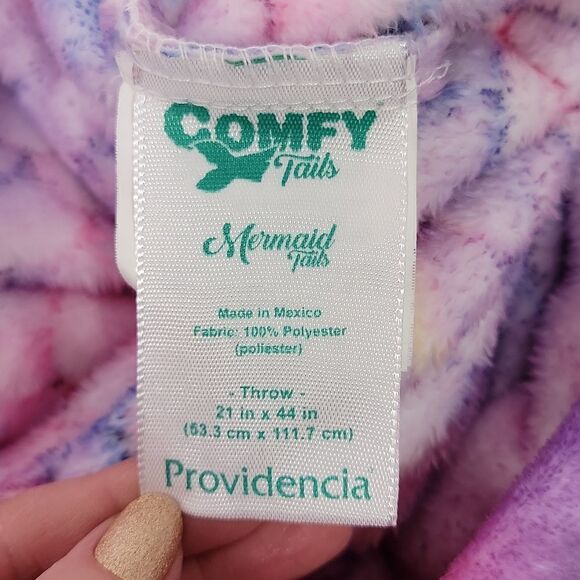 COMFY
Tails
Mermaid
Tails
Made in Mexico
Fabric: 100% Polyester
(poliester)
- Throw -
21 in x 44 in
(53.3 cm x 111.7 cm)
Providencia